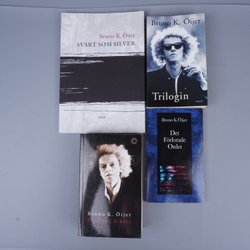 Bruno K. Öijer
SVART SOM SILVER
Bruno K. Öijer
Trilogin
Bruno K. Öijer
Det
Förlorade
Ordet
Bruno K. Öijer